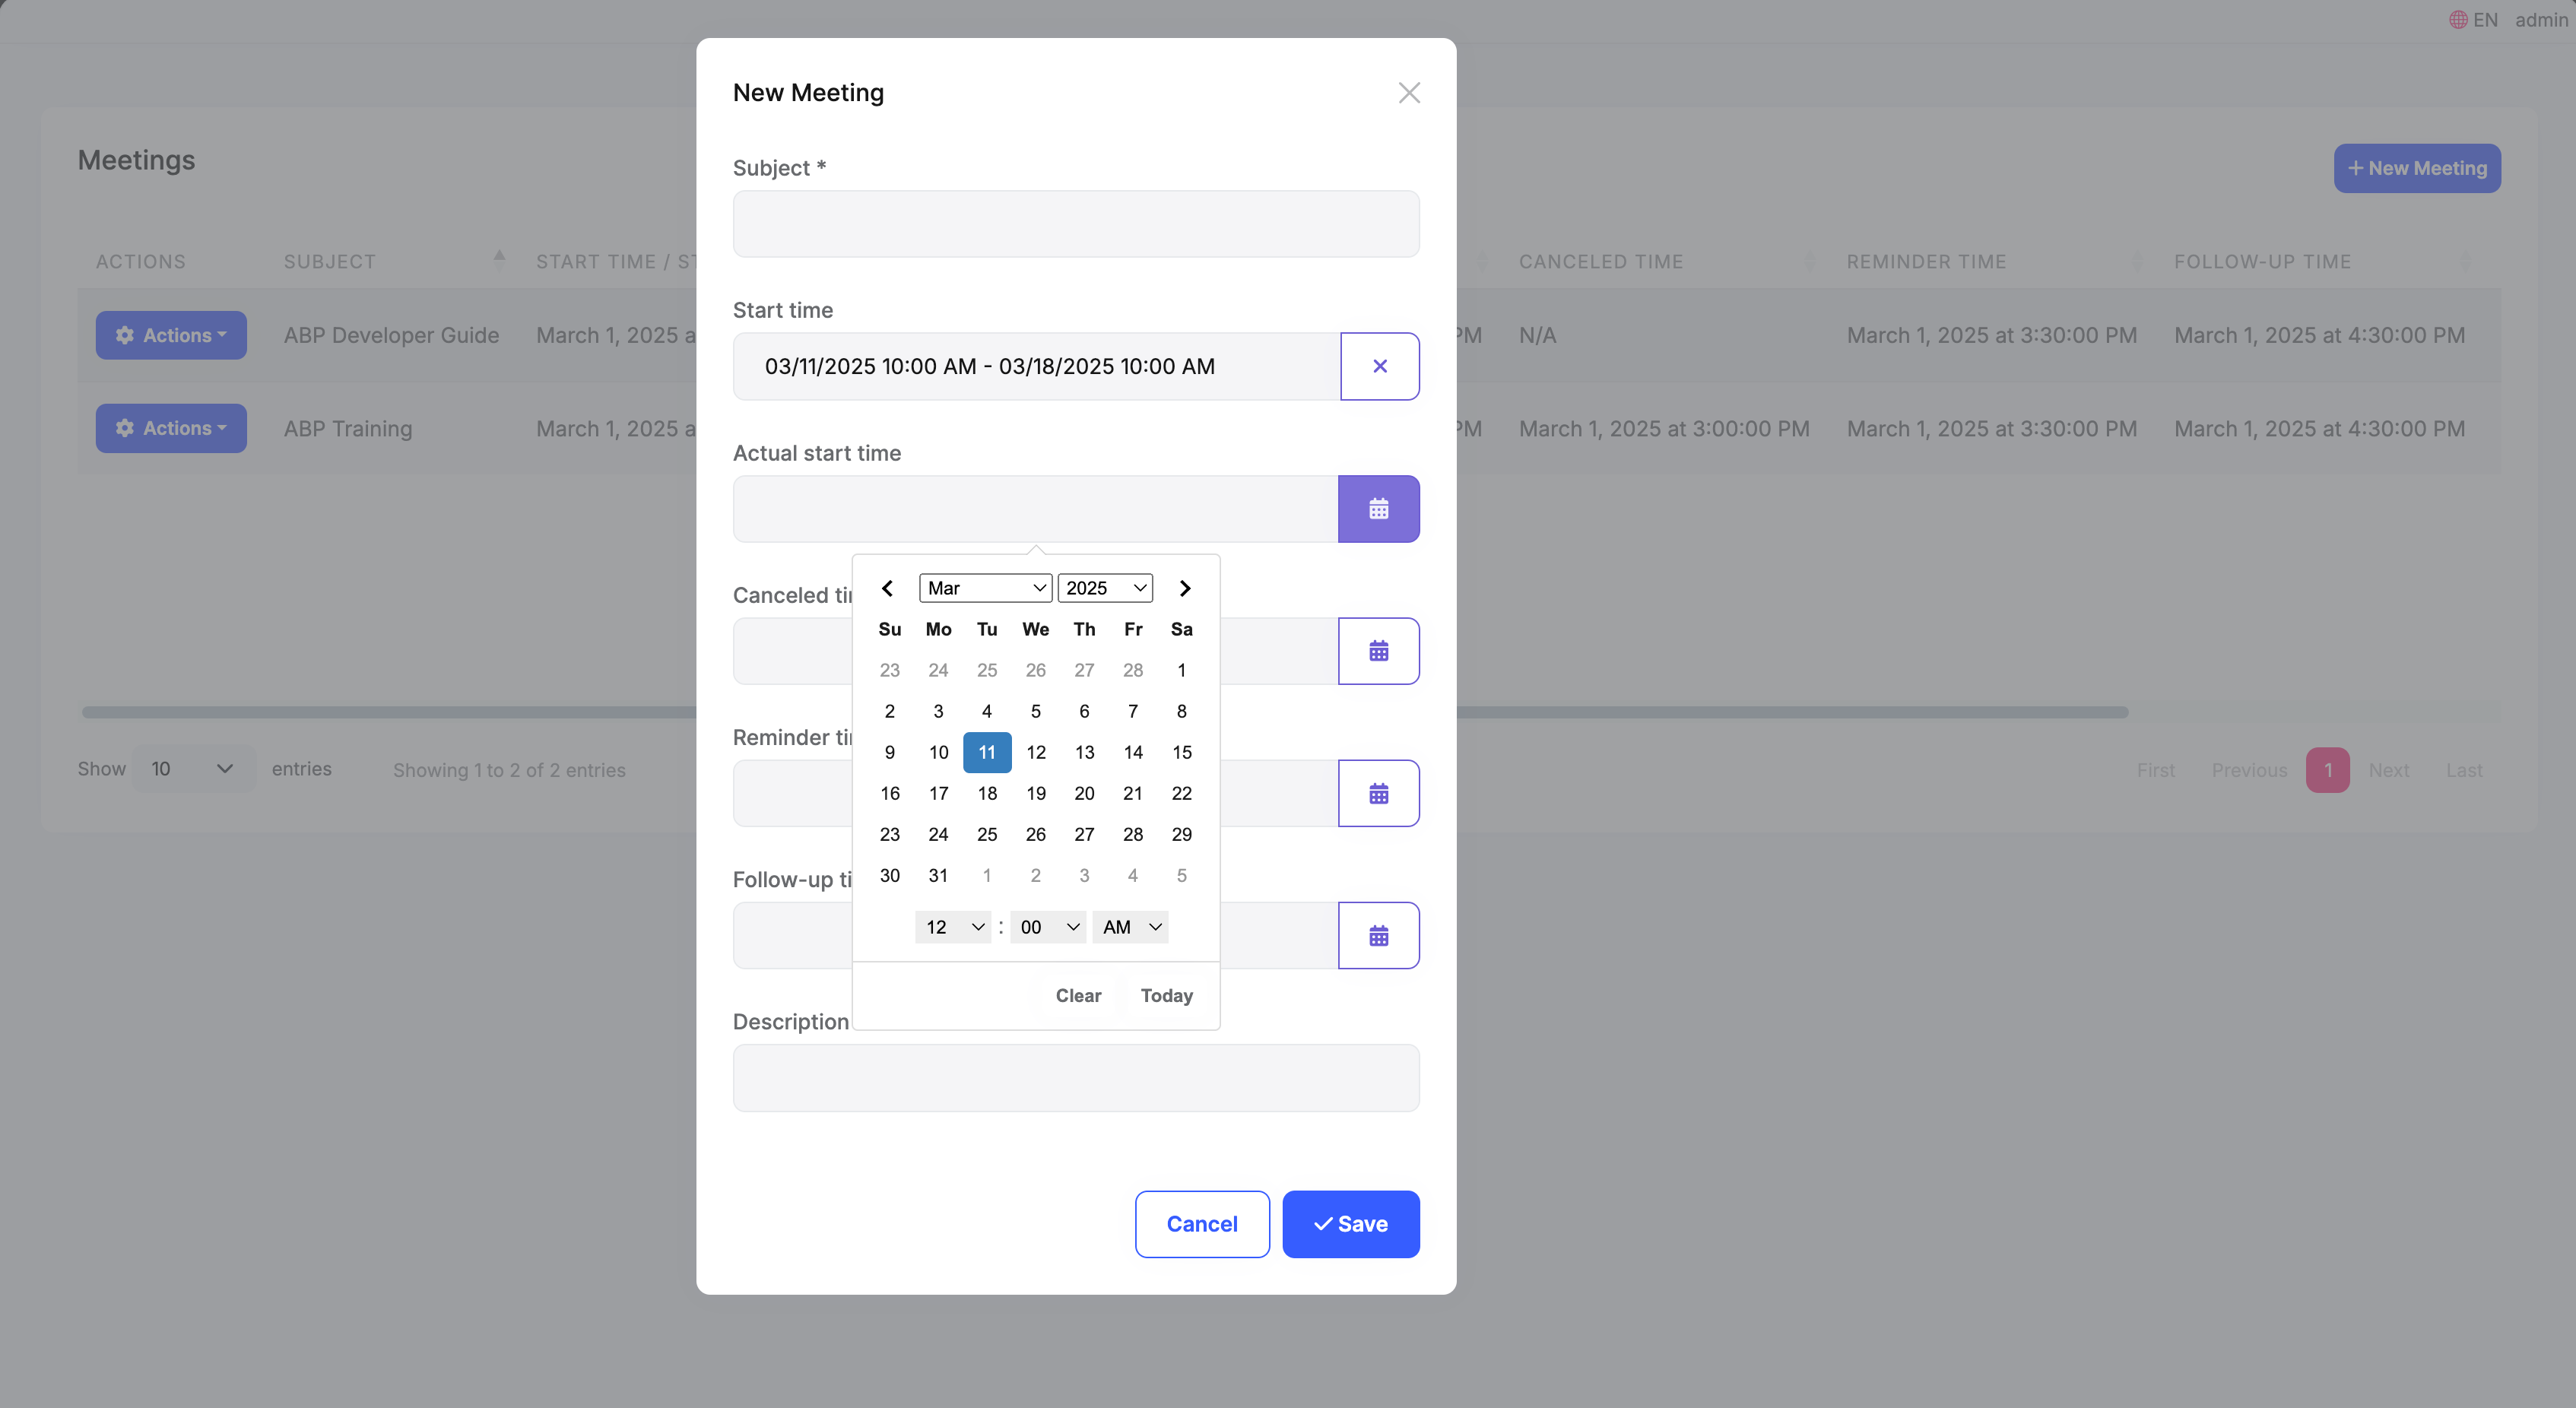 EN admin
New Meeting
Meetings
+ New Meeting
Subject *
ACTIONS SUBJECT START TIME / CANCELED TIME REMINDER TIME FOLLOW-UP TIME
Start time
Actions ABP Developer Guide March 1, 2025 PM N/A March 1, 2025 at 3:30:00 PM March 1, 2025 at 4:30:00 PM
03/11/2025 10:00 AM - 03/18/2025 10:00 AM
Actions ABP Training March 1, 2025 PM March 1, 2025 at 3:00:00 PM March 1, 2025 at 3:30:00 PM March 1, 2025 at 4:30:00 PM
Actual start time
Canceled
Mar 2025
Su Mo Tu We Th Fr Sa
23 24 25 26 27 28 1
2 3 4 5 6 7 8
Reminder
9 10 11 12 13 14 15
Show 10 entries Showing 1 to 2 of 2 entries First Previous 1 Next Last
16 17 18 19 20 21 22
23 24 25 26 27 28 29
Follow-up
30 31 1 2 3 4 5
12 : 00 AM
Clear Today
Description
Cancel Save